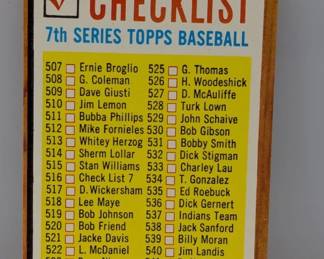 CHECKLIST
7th SERIES TOPPS BASEBALL
507 Ernie Broglio
508 G. Coleman
509 Dave Giusti
510 Jim Lemon
511 Bubba Phillips
512 Mike Fornieles
513 Whitey Herzog
514 Sherm Lollar
515 Stan Williams
516 Check List 7
517 D. Wickersham
518 Lee Maye
519 Bob Johnson
520 Bob Friend
521 Jacke Davis
522 L. McDaniel
525 G. Thomas
526 H. Woodeshick
527 D. McAuliffe
528 Turk Lown
529 John Schaive
530 Bob Gibson
531 Bobby Smith
532 Dick Stigman
533 Charley Lau
534 T. Gonzalez
535 Ed Roebuck
536 Dick Gernert
537 Indians Team
538 Jack Sanford
539 Billy Moran
540 Jim Landis